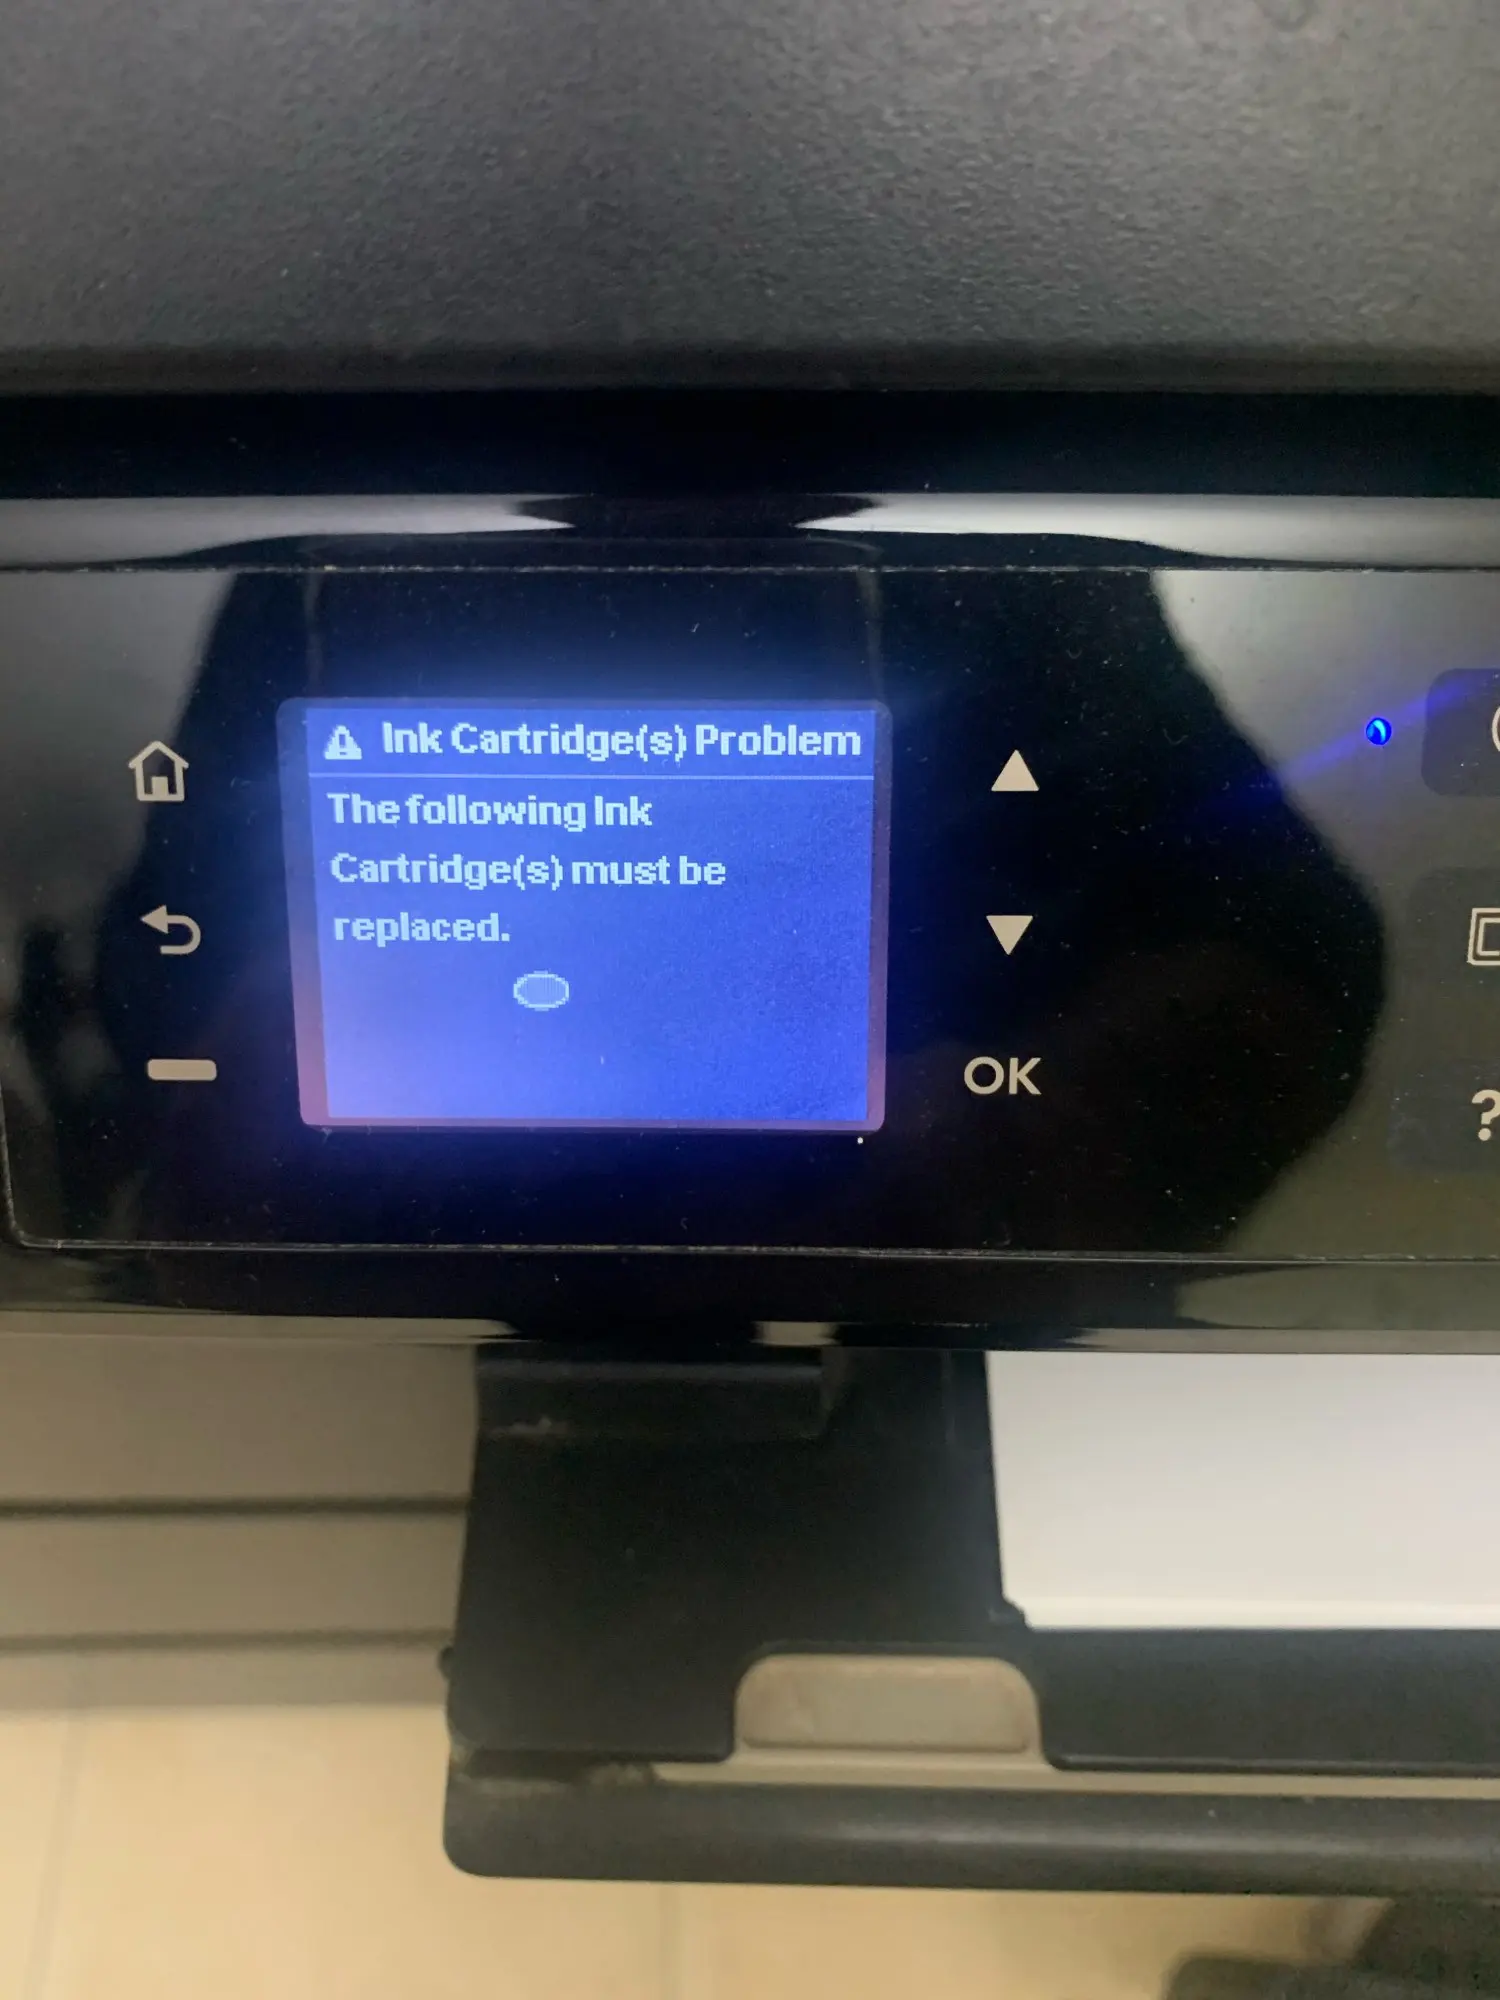 Ink Cartridge(s) Problem
The following Ink
Cartridge(s) must be
replaced.
OK
?